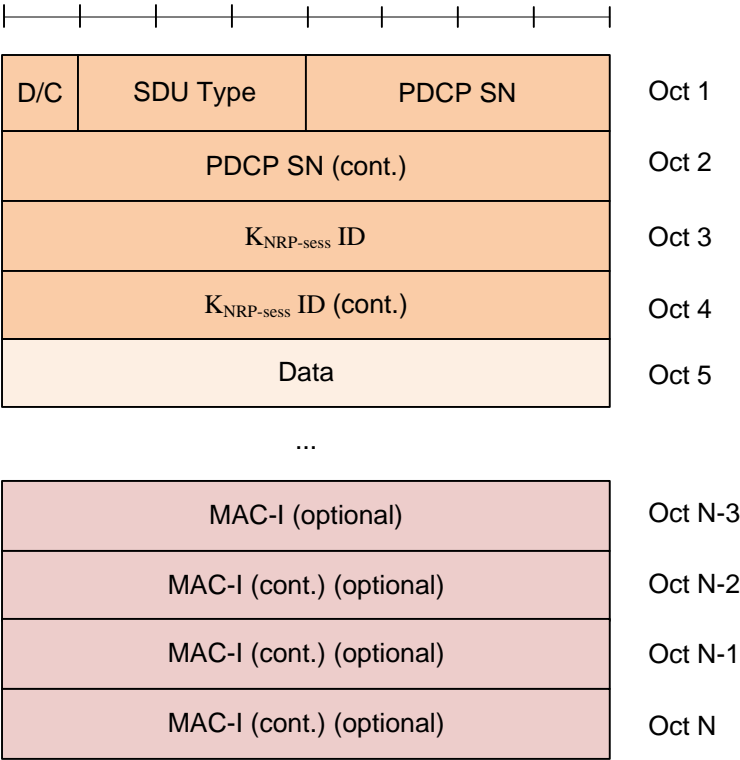 D/C SDU Type PDCP SN Oct 1
PDCP SN (cont.) Oct 2
KNRP-sess ID Oct 3
KNRP-sess ID (cont.) Oct 4
Data Oct 5
...
MAC-I (optional) Oct N-3
MAC-I (cont.) (optional) Oct N-2
MAC-I (cont.) (optional) Oct N-1
MAC-I (cont.) (optional) Oct N